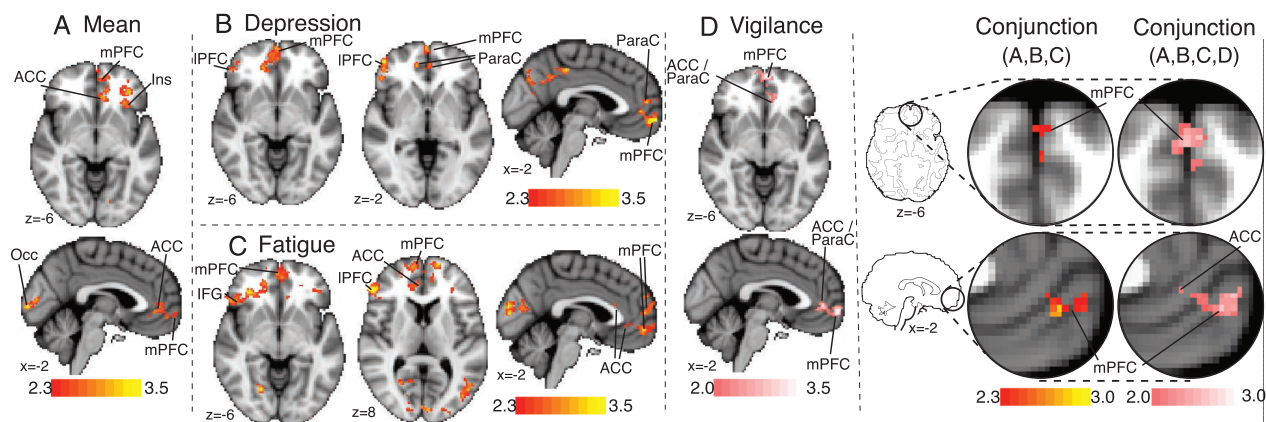 A Mean
mPFC
ACC
Ins
z=-6
Occ
ACC
mPFC
x=-2
2.3 3.5
B Depression
mPFC
lPFC
z=-6
mPFC
lPFC
ParaC
z=-2
ParaC
mPFC
x=-2
2.3 3.5
C Fatigue
mPFC
IFG
z=-6
mPFC
ACC
lPFC
z=8
mPFC
ACC
x=-2
2.3 3.5
D Vigilance
mPFC
ACC /
ParaC
z=-6
ACC /
ParaC
mPFC
x=-2
2.0 3.5
Conjunction
(A,B,C)
Conjunction
(A,B,C,D)
mPFC
z=-6
ACC
x=-2
mPFC
2.3 3.0
2.0 3.0